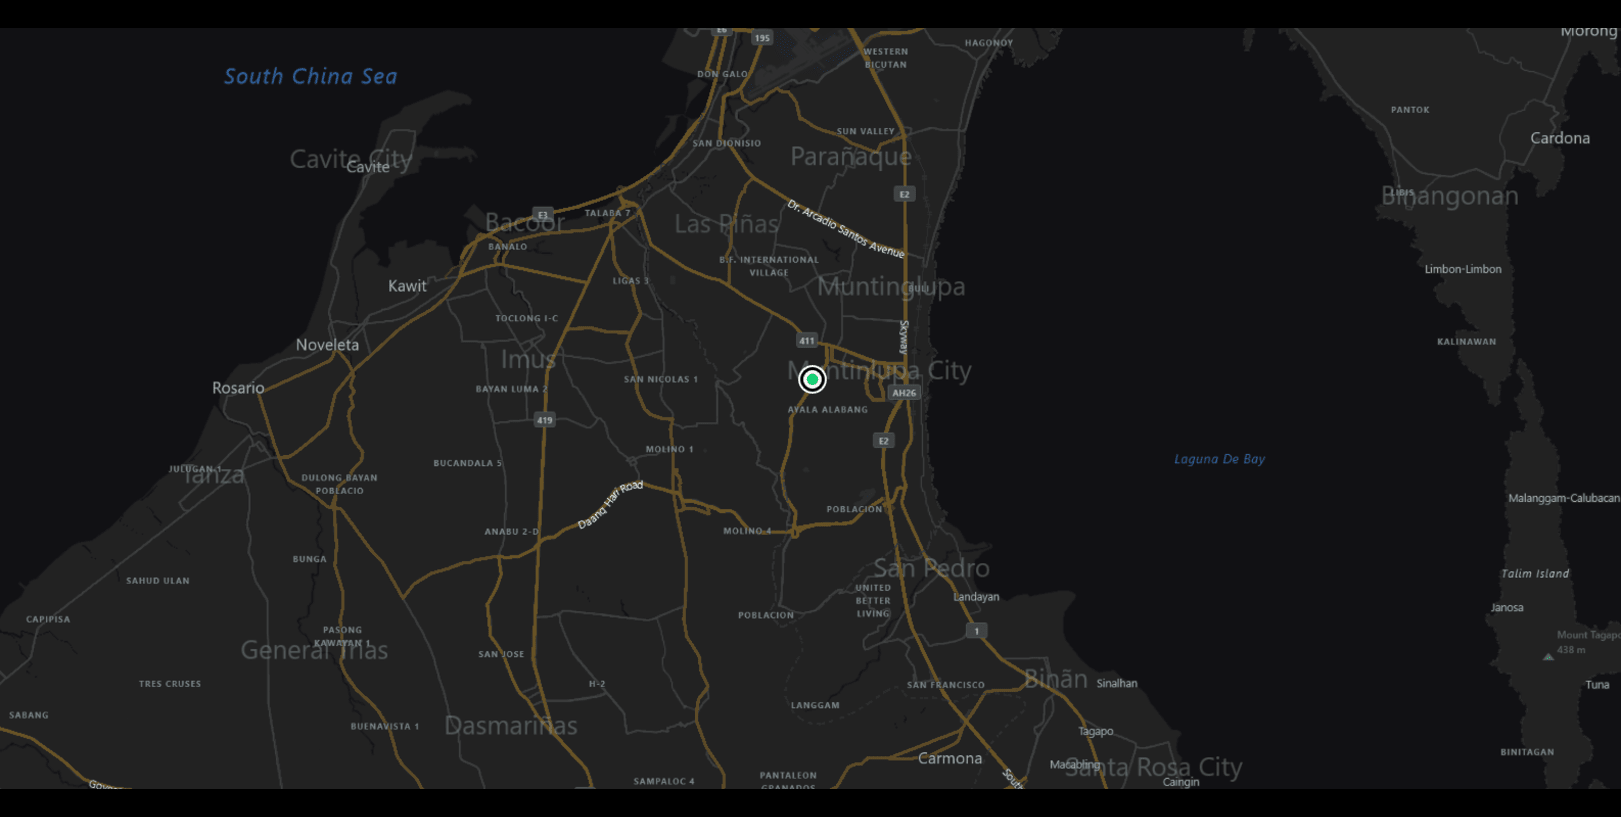 E6
195
WESTERN
BICUTAN
HAGONOY
Morong
South China Sea
DON GALO
PANTOK
SUN VALLEY
Cardona
SAN DIONISIO
Parañaque
Cavite City
Cavite
E2
LIBIS
Binangonan
E3
TALABA 7
Bacoor
Las Piñas
Dr. Arcadio Santos Avenue
BANALO
B.F. INTERNATIONAL
VILLAGE
Limbon-Limbon
LIGAS 3
Kawit
Muntinglupa
BULI
TOCLONG I-C
Skyway
411
KALINAWAN
Noveleta
Imus
Muntinlupa City
SAN NICOLAS 1
Rosario
BAYAN LUMA 2
AH26
AYALA ALABANG
419
E2
MOLINO 1
Laguna De Bay
BUCANDALA 5
JULUGAN 1
Tanza
DULONG BAYAN
POBLACIO
Daang Hari Road
Malanggam-Calubacan
POBLACION
ANABU 2-D
MOLINO 4
BUNGA
San Pedro
Talim Island
SAHUD ULAN
UNITED
BETTER
LIVING
Landayan
Janosa
POBLACION
CAPIPISA
PASONG
KAWAYAN 1
1
Mount Tagapo
438 m
General Trias
SAN JOSE
TRES CRUSES
H-2
SAN FRANCISCO
Biñan
Sinalhan
Tuna
LANGGAM
SABANG
BUENAVISTA 1
Dasmariñas
Tagapo
BINITAGAN
Carmona
Macabling
Santa Rosa City
SAMPALOC 4
PANTALEON
GRANADOS
South
Caingin
Gov